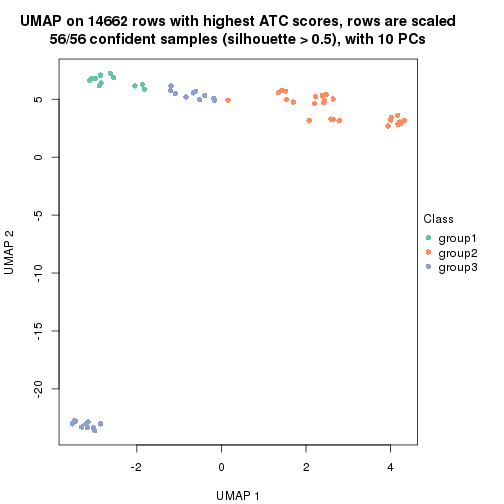 UMAP on 14662 rows with highest ATC scores, rows are scaled
56/56 confident samples (silhouette > 0.5), with 10 PCs
5
0
-5
-10
-15
-20
UMAP 2
-2
0
2
4
UMAP 1
Class
group1
group2
group3